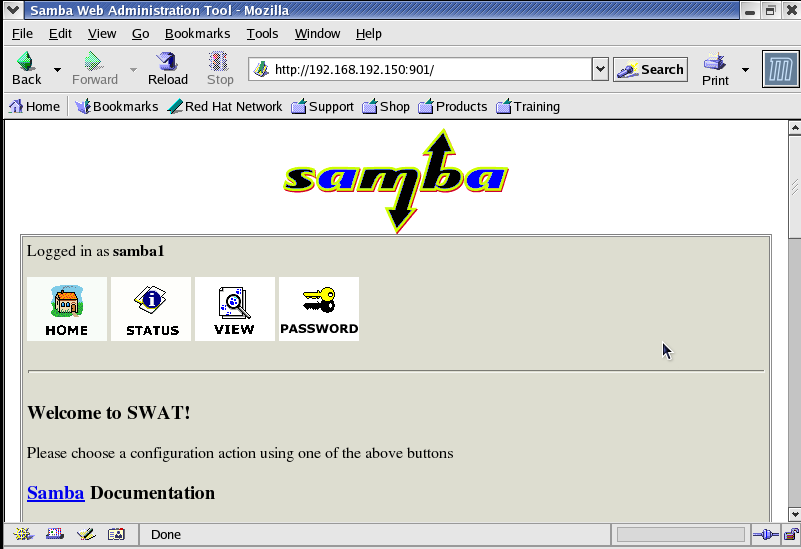 Samba Web Administration Tool - Mozilla
File Edit View Go Bookmarks Tools Window Help
Back Forward Reload Stop http://192.168.192.150:901/ Search Print
Home Bookmarks Red Hat Network Support Shop Products Training
samba
Logged in as samba1
HOME STATUS VIEW PASSWORD
Welcome to SWAT!
Please choose a configuration action using one of the above buttons
Samba Documentation
Done